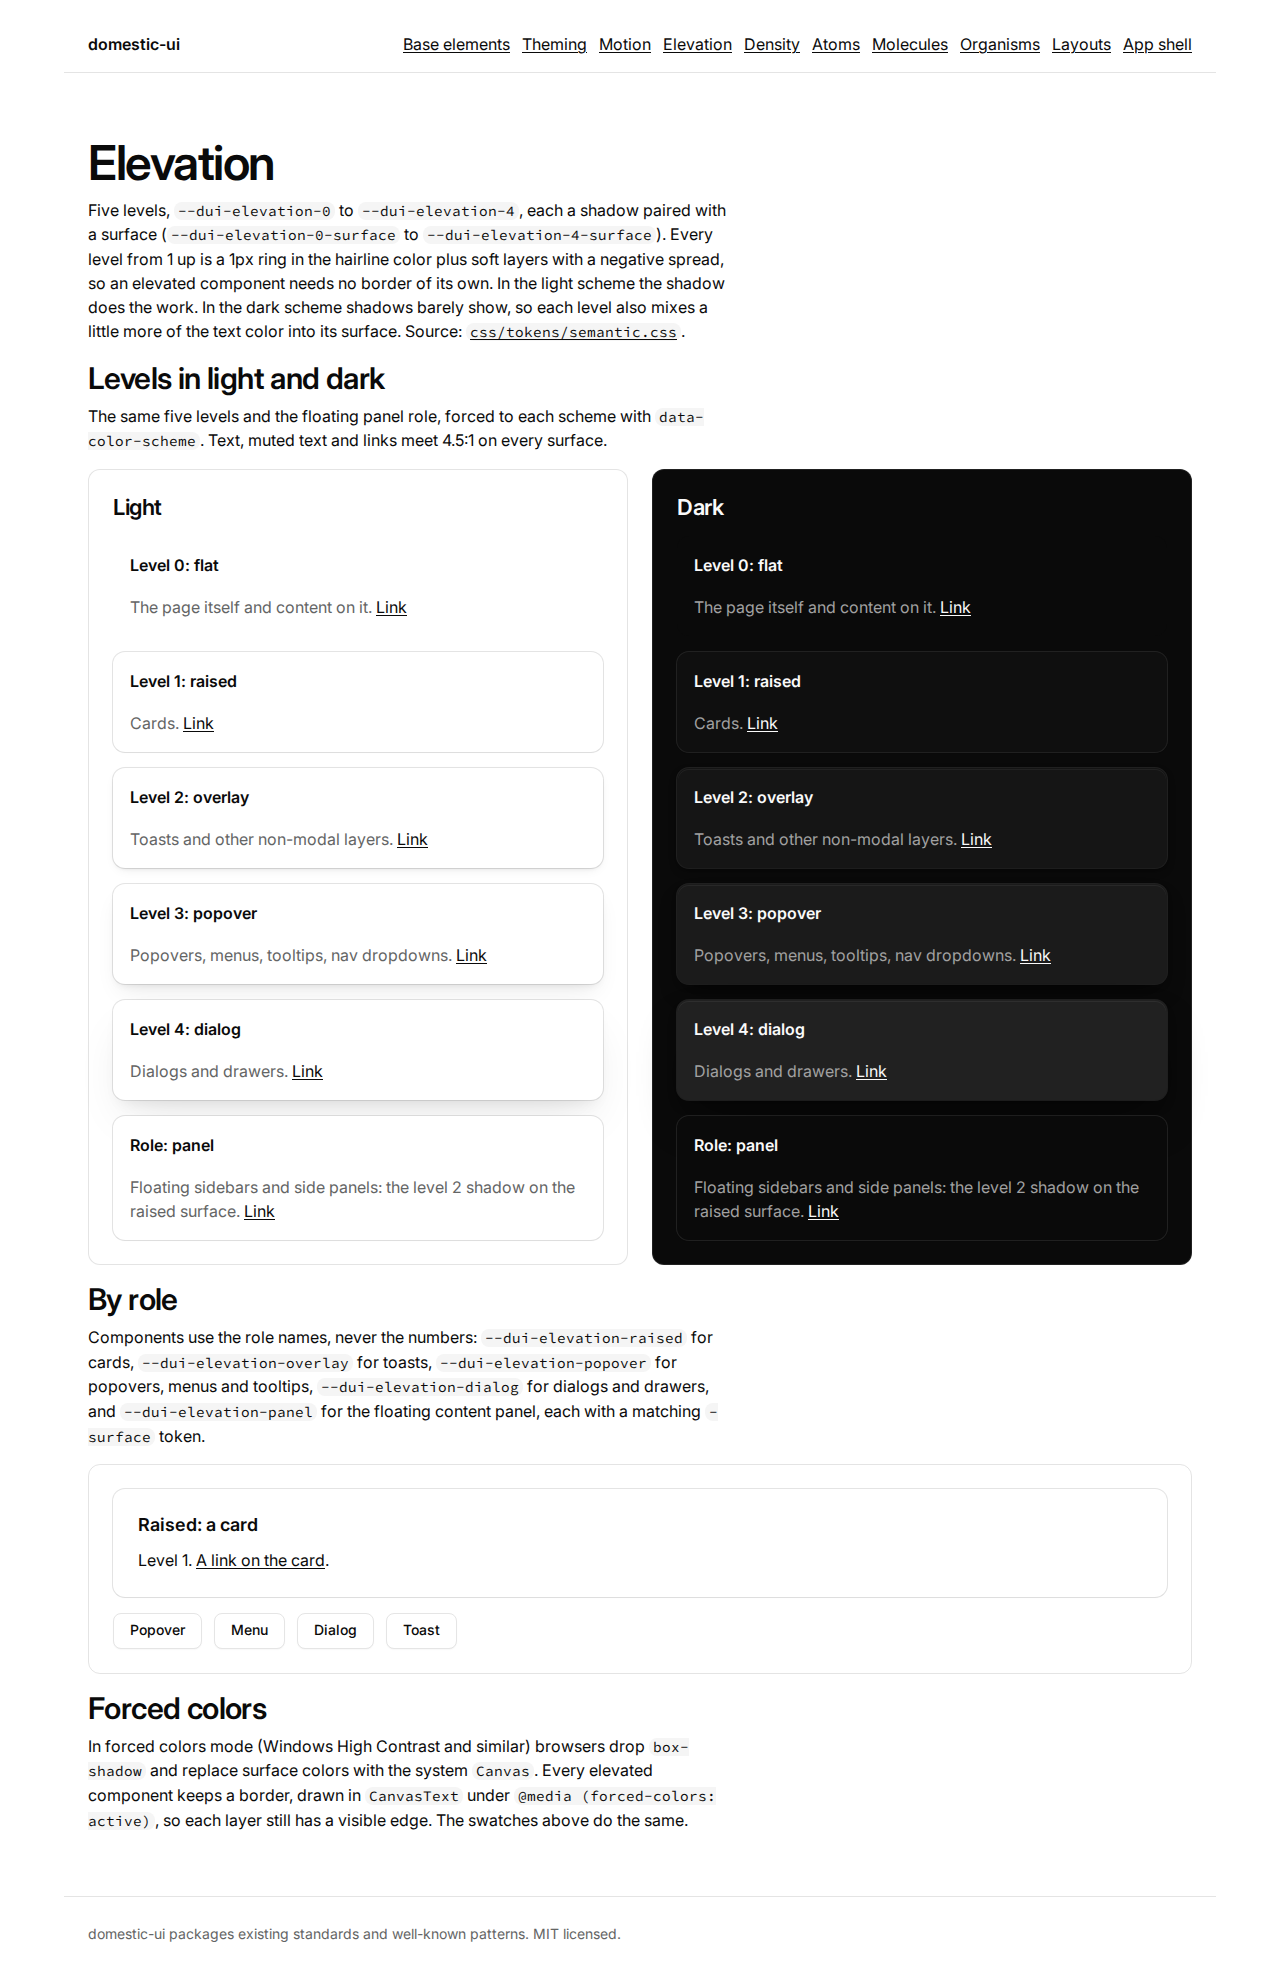 domestic-ui
Base elements Theming Motion Elevation Density Atoms Molecules Organisms Layouts App shell
Elevation
Five levels, --dui-elevation-0 to --dui-elevation-4, each a shadow paired with
a surface (--dui-elevation-0-surface to --dui-elevation-4-surface). Every
level from 1 up is a 1px ring in the hairline color plus soft layers with a negative spread,
so an elevated component needs no border of its own. In the light scheme the shadow
does the work. In the dark scheme shadows barely show, so each level also mixes a
little more of the text color into its surface. Source: css/tokens/semantic.css.
Levels in light and dark
The same five levels and the floating panel role, forced to each scheme with data-
color-scheme. Text, muted text and links meet 4.5:1 on every surface.
Light
Level 0: flat
The page itself and content on it. Link
Level 1: raised
Cards. Link
Level 2: overlay
Toasts and other non-modal layers. Link
Level 3: popover
Popovers, menus, tooltips, nav dropdowns. Link
Level 4: dialog
Dialogs and drawers. Link
Role: panel
Floating sidebars and side panels: the level 2 shadow on the
raised surface. Link
Dark
Level 0: flat
The page itself and content on it. Link
Level 1: raised
Cards. Link
Level 2: overlay
Toasts and other non-modal layers. Link
Level 3: popover
Popovers, menus, tooltips, nav dropdowns. Link
Level 4: dialog
Dialogs and drawers. Link
Role: panel
Floating sidebars and side panels: the level 2 shadow on the
raised surface. Link
By role
Components use the role names, never the numbers: --dui-elevation-raised for
cards, --dui-elevation-overlay for toasts, --dui-elevation-popover for
popovers, menus and tooltips, --dui-elevation-dialog for dialogs and drawers,
and --dui-elevation-panel for the floating content panel, each with a matching -
surface token.
Raised: a card
Level 1. A link on the card.
Popover Menu Dialog Toast
Forced colors
In forced colors mode (Windows High Contrast and similar) browsers drop box-
shadow and replace surface colors with the system Canvas. Every elevated
component keeps a border, drawn in CanvasText under @media (forced-colors:
active), so each layer still has a visible edge. The swatches above do the same.
domestic-ui packages existing standards and well-known patterns. MIT licensed.